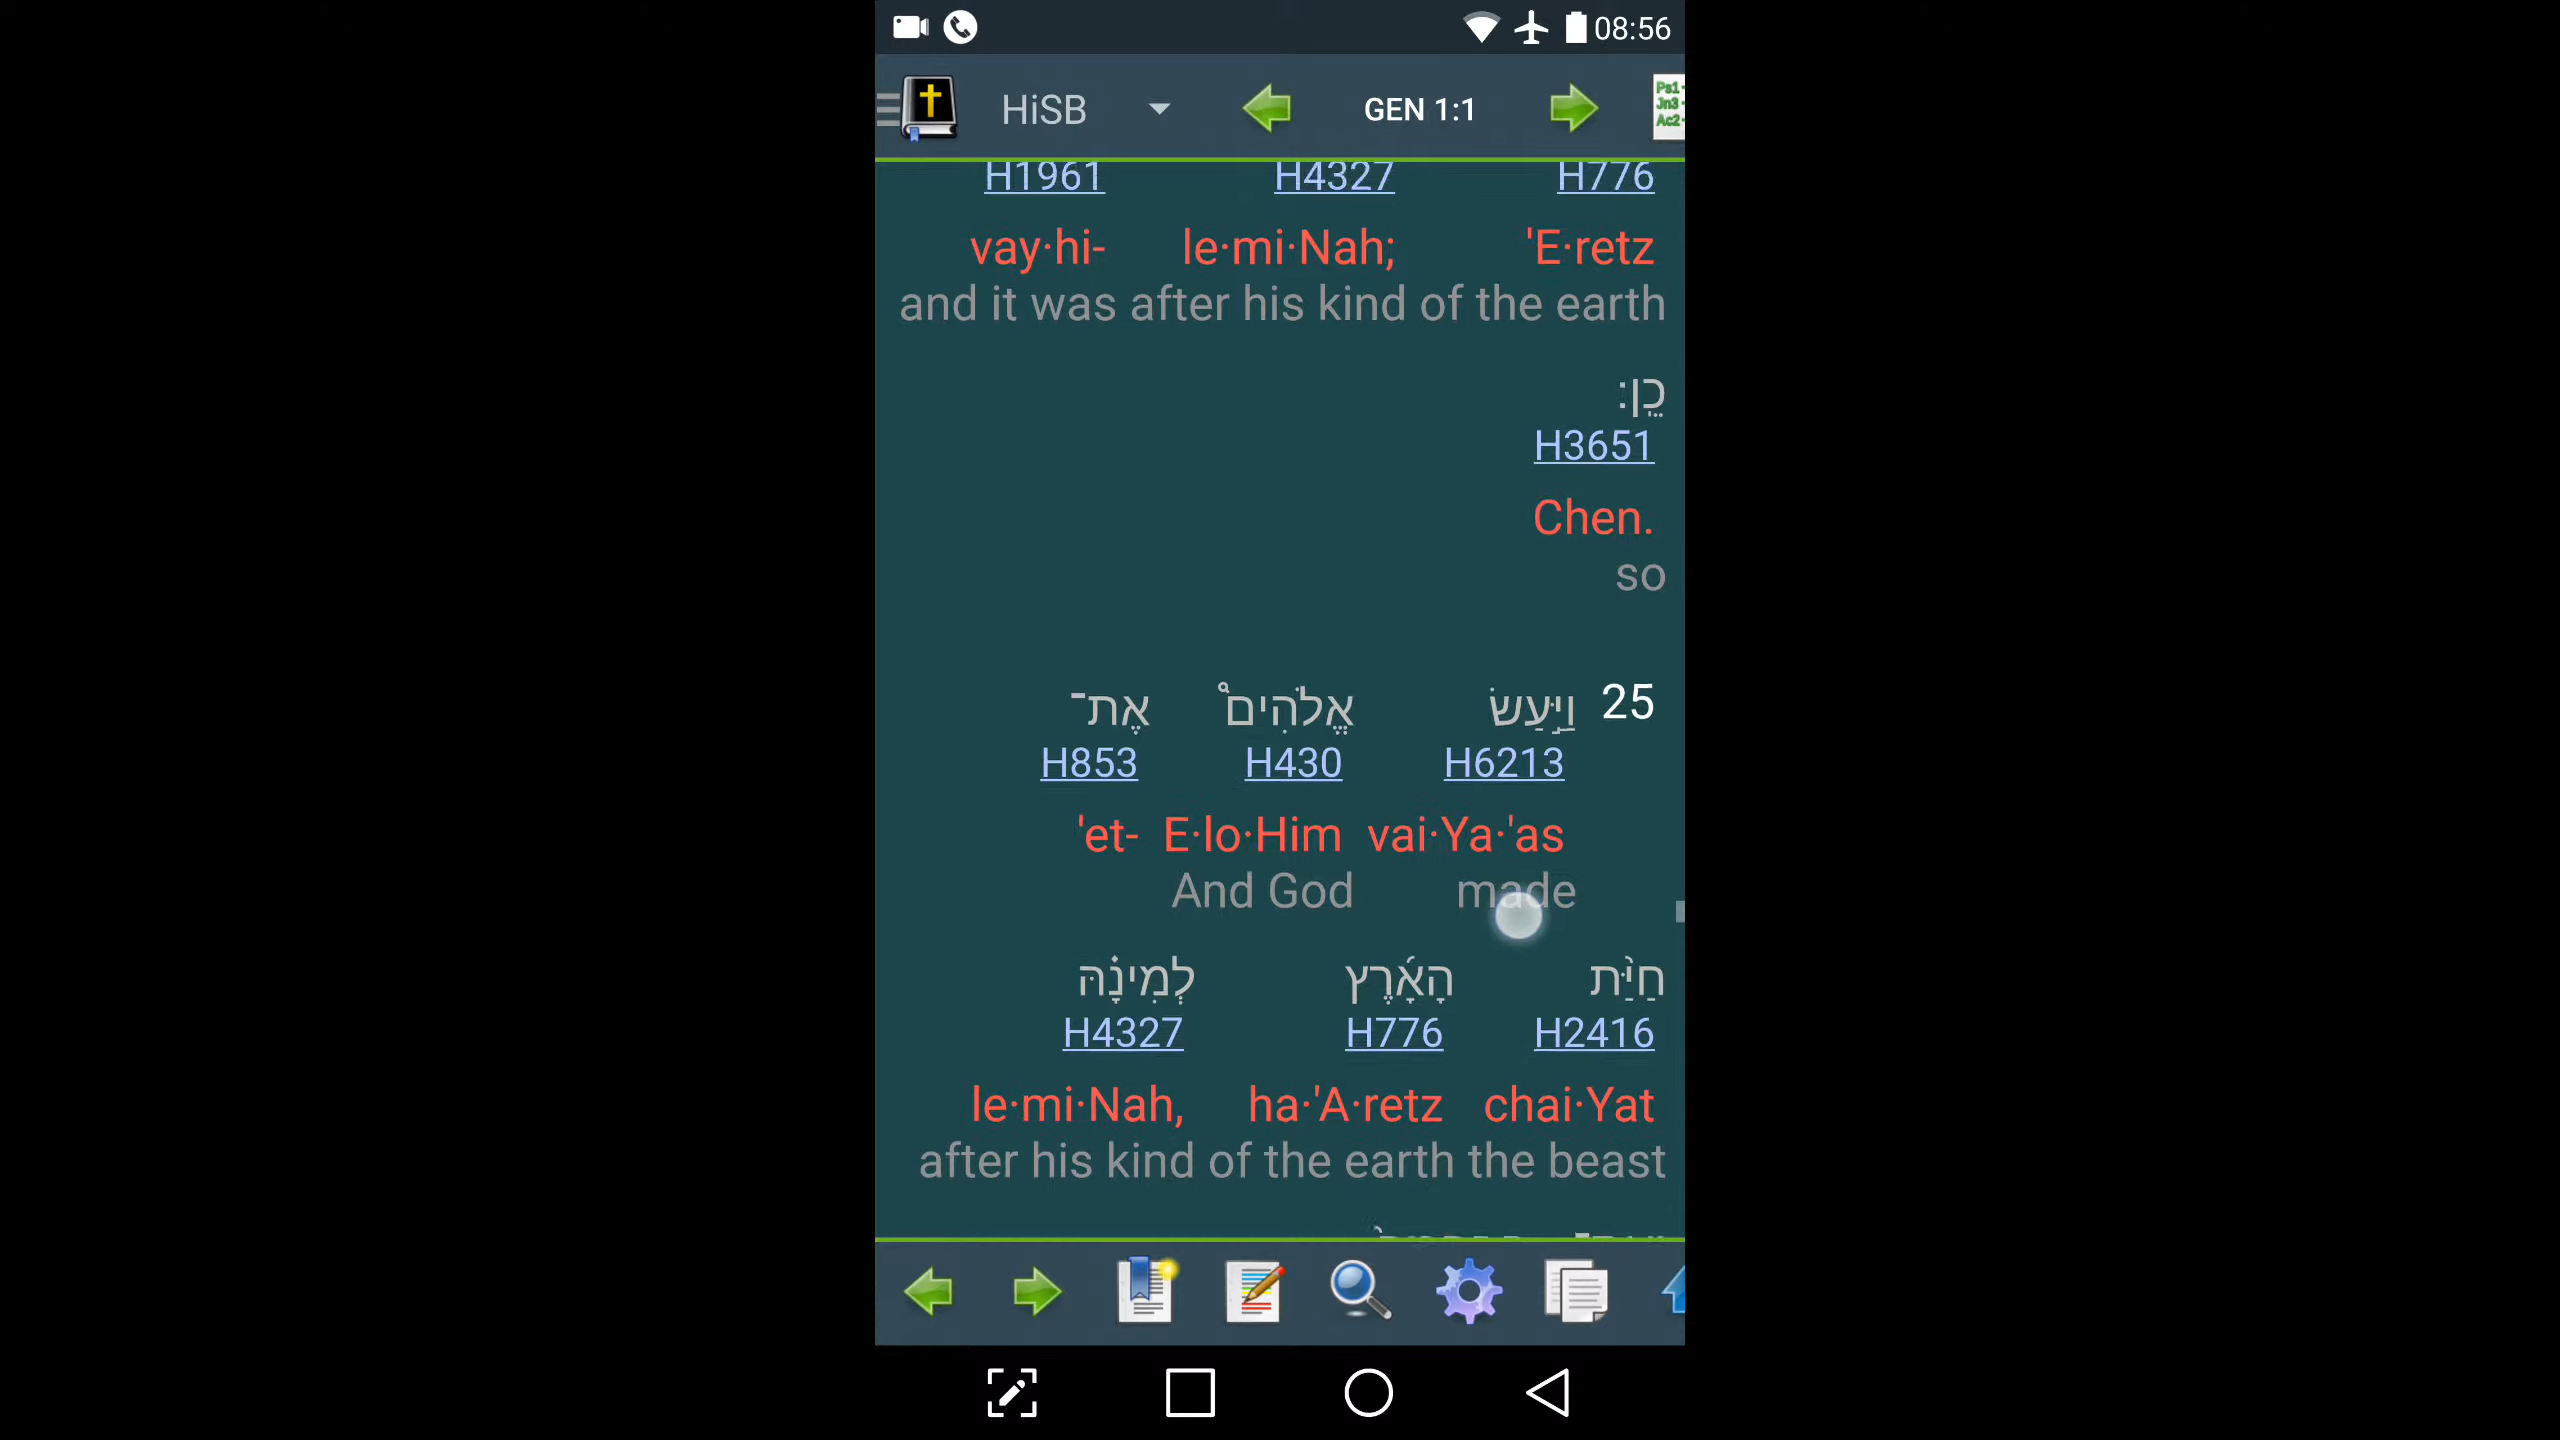 08:56
HiSB GEN 1:1
Ps1
Jn3
Ac2
H1961 H4327 H776
vay·hi- le·mi·Nah; 'E·retz
and it was after his kind of the earth
כֵֽן׃
H3651
Chen.
so
25 וַיַּ֣עַשׂ אֱלֹהִים֩ אֶת־
H853 H430 H6213
'et- E·lo·Him vai·Ya·'as
And God made
חַיַּ֨ת הָאָ֜רֶץ לְמִינָ֗הּ
H4327 H776 H2416
le·mi·Nah, ha·'A·retz chai·Yat
after his kind of the earth the beast